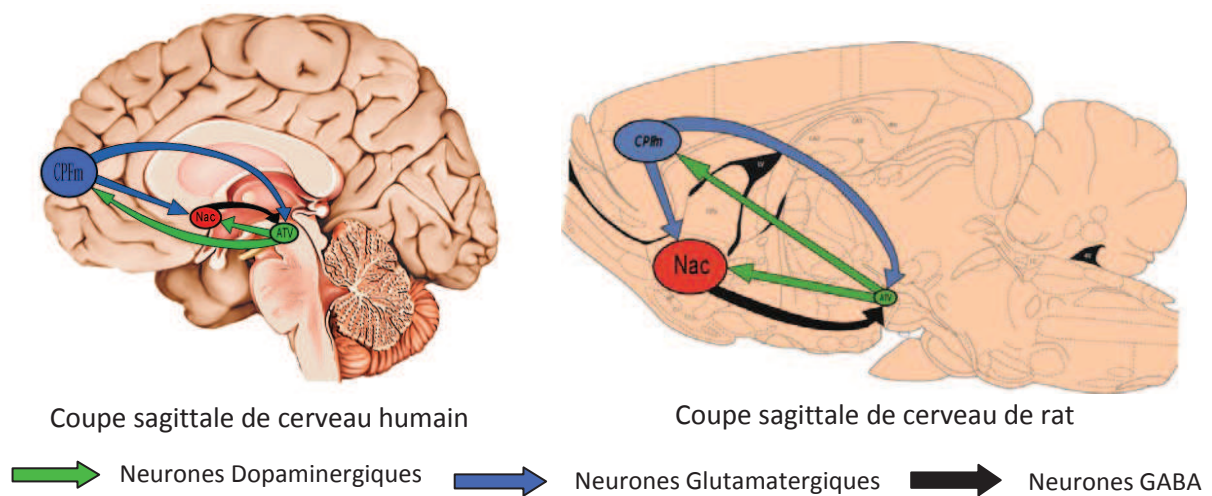 CPFm
Nac
ATV
CPFm
Nac
ATV
Coupe sagittale de cerveau humain
Coupe sagittale de cerveau de rat
Neurones Dopaminergiques
Neurones Glutamatergiques
Neurones GABA